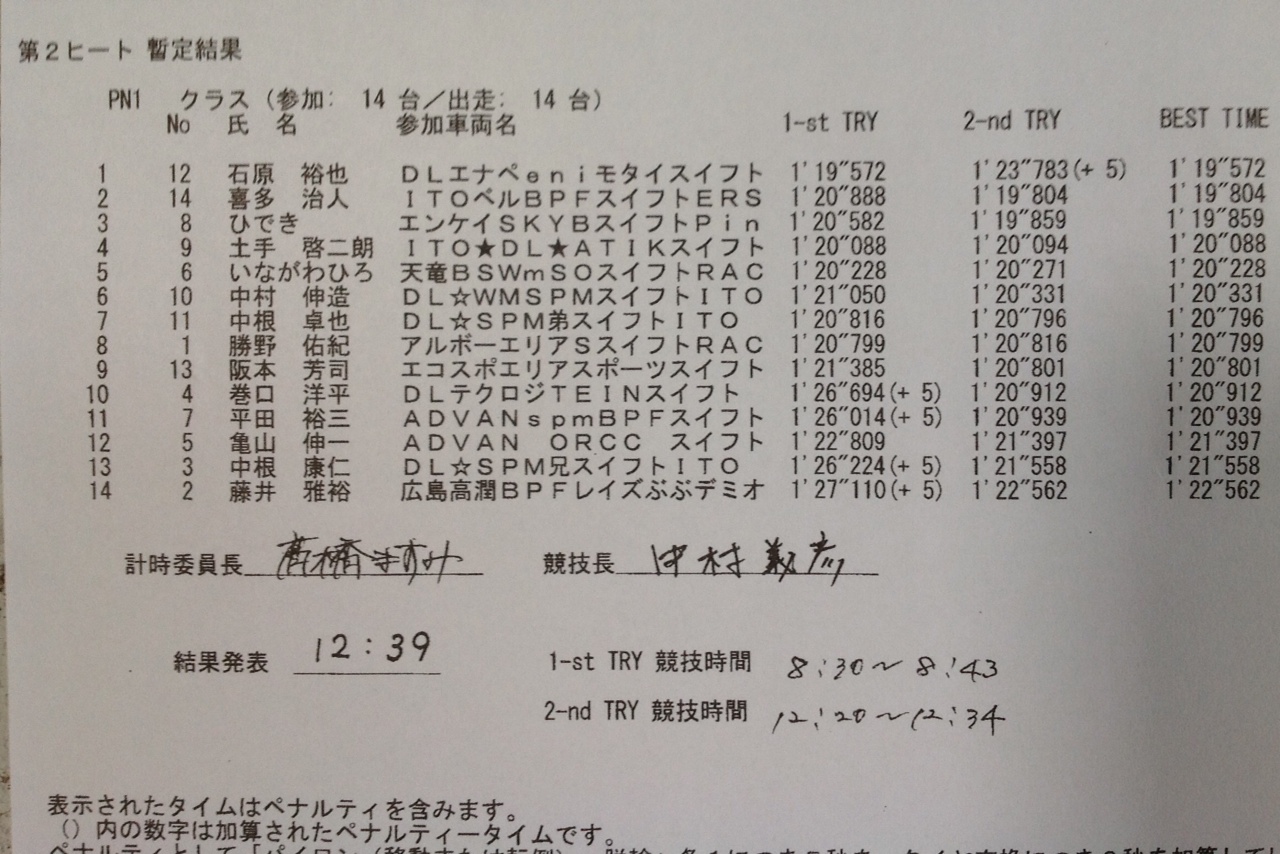 第2ヒート 暫定結果
PN1 クラス（参加: 14 台／出走: 14 台）
No 氏 名 参加車両名 1-st TRY 2-nd TRY BEST TIME
1 12 石原 裕也 ＤＬエナペｅｎｉモタイスイフト 1'19"572 1'23"783(+ 5) 1'19"572
2 14 喜多 治人 ＩＴＯベルＢＰＦスイフトＥＲＳ 1'20"888 1'19"804 1'19"804
3 8 ひでき エンケイＳＫＹＢスイフトＰｉｎ 1'20"582 1'19"859 1'19"859
4 9 土手 啓二朗 ＩＴＯ★ＤＬ★ＡＴＩＫスイフト 1'20"088 1'20"094 1'20"088
5 6 いながわひろ 天竜ＢＳＷｍＳＯスイフトＲＡＣ 1'20"228 1'20"271 1'20"228
6 10 中村 伸造 ＤＬ☆ＷＭＳＰＭスイフトＩＴＯ 1'21"050 1'20"331 1'20"331
7 11 中根 卓也 ＤＬ☆ＳＰＭ弟スイフトＩＴＯ 1'20"816 1'20"796 1'20"796
8 1 勝野 佑紀 アルボーエリアＳスイフトＲＡＣ 1'20"799 1'20"816 1'20"799
9 13 阪本 芳司 エコスポエリアスポーツスイフト 1'21"385 1'20"801 1'20"801
10 4 巻口 洋平 ＤＬテクロジＴＥＩＮスイフト 1'26"694(+ 5) 1'20"912 1'20"912
11 7 平田 裕三 ＡＤＶＡＮｓｐｍＢＰＦスイフト 1'26"014(+ 5) 1'20"939 1'20"939
12 5 亀山 伸一 ＡＤＶＡＮ ＯＲＣＣ スイフト 1'22"809 1'21"397 1'21"397
13 3 中根 康仁 ＤＬ☆ＳＰＭ兄スイフトＩＴＯ 1'26"224(+ 5) 1'21"558 1'21"558
14 2 藤井 雅裕 広島高潤ＢＰＦレイズぶぶデミオ 1'27"110(+ 5) 1'22"562 1'22"562
計時委員長 髙橋ますみ 競技長 中村義彦
結果発表 12:39 1-st TRY 競技時間 8:30～8:43
2-nd TRY 競技時間 12:20～12:34
表示されたタイムはペナルティを含みます。
（）内の数字は加算されたペナルティータイムです。